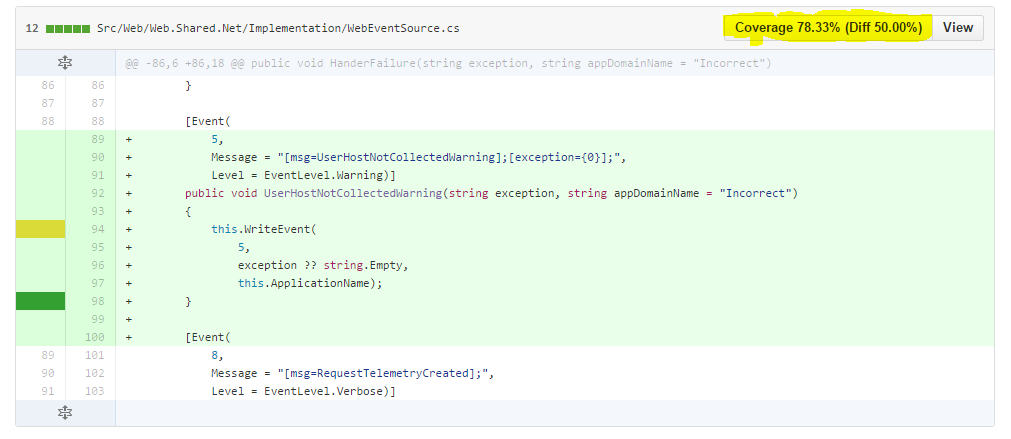 12 Src/Web/Web.Shared.Net/Implementation/WebEventSource.cs Coverage 78.33% (Diff 50.00%) View
@@ -86,6 +86,18 @@ public void HanderFailure(string exception, string appDomainName = "Incorrect")
86 86 }
87 87
88 88 [Event(
89 + 5,
90 + Message = "[msg=UserHostNotCollectedWarning];[exception={0}];",
91 + Level = EventLevel.Warning)]
92 + public void UserHostNotCollectedWarning(string exception, string appDomainName = "Incorrect")
93 + {
94 + this.WriteEvent(
95 + 5,
96 + exception ?? string.Empty,
97 + this.ApplicationName);
98 + }
99 +
100 + [Event(
89 101 8,
90 102 Message = "[msg=RequestTelemetryCreated];",
91 103 Level = EventLevel.Verbose)]